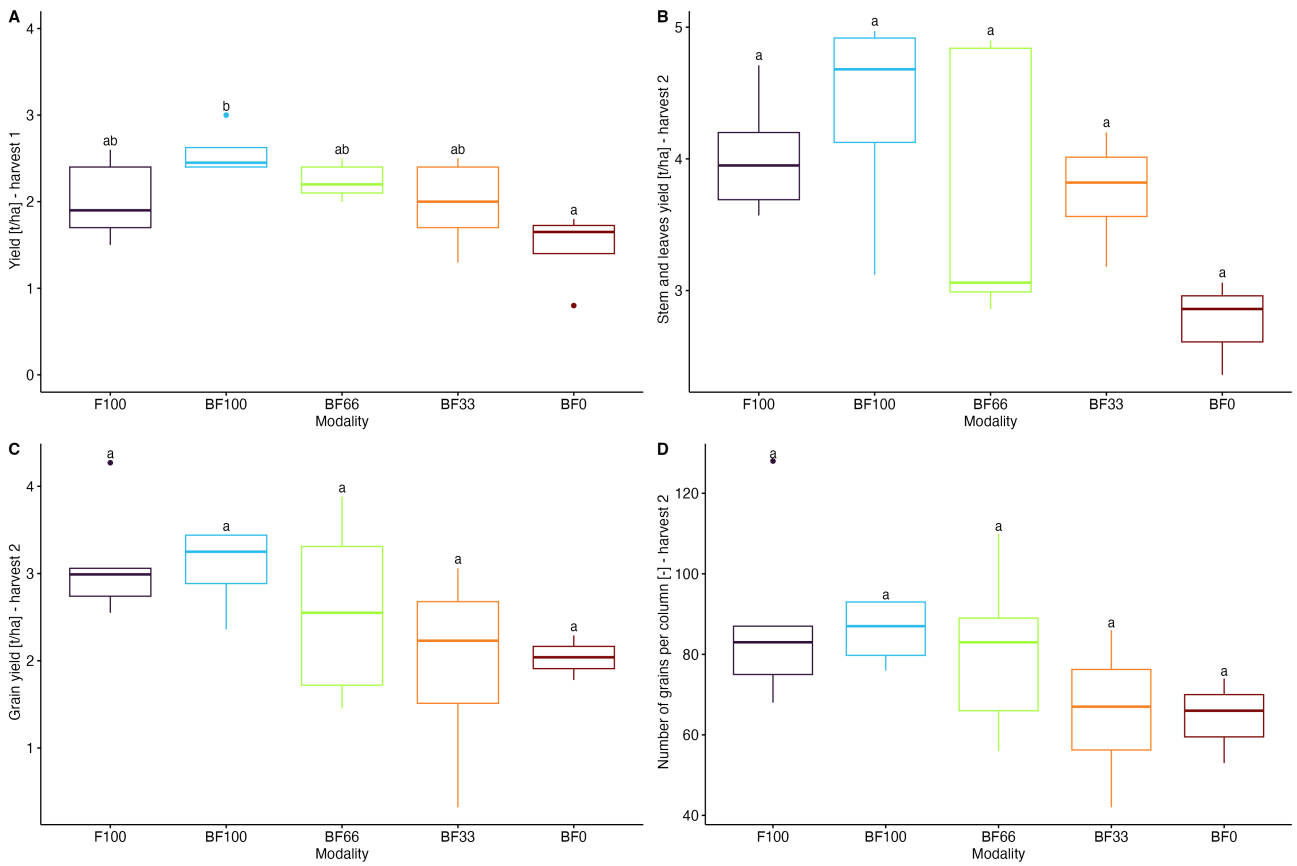 A
Yield [t/ha] - harvest 1
4
3
2
1
0
ab
b
ab
ab
a
F100 BF100 BF66 BF33 BF0
Modality
B
Stem and leaves yield [t/ha] - harvest 2
5
4
3
a
a
a
a
a
F100 BF100 BF66 BF33 BF0
Modality
C
Grain yield [t/ha] - harvest 2
4
3
2
1
a
a
a
a
a
F100 BF100 BF66 BF33 BF0
Modality
D
Number of grains per column [-] - harvest 2
120
100
80
60
40
a
a
a
a
a
F100 BF100 BF66 BF33 BF0
Modality